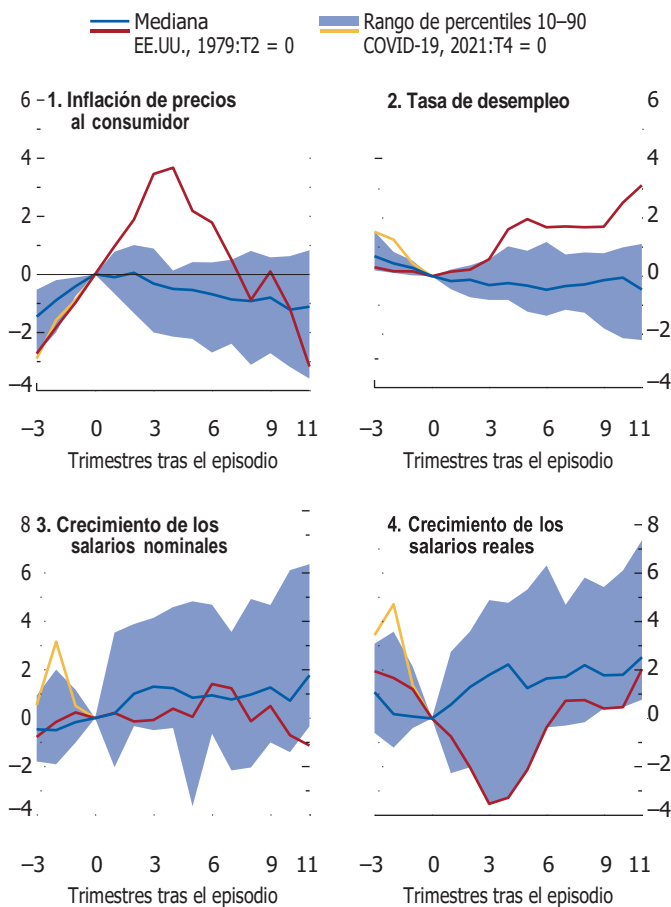 Mediana
EE.UU., 1979:T2 = 0
Rango de percentiles 10–90
COVID-19, 2021:T4 = 0
1. Inflación de precios
al consumidor
6
4
2
0
–2
–4
–3 0 3 6 9 11
Trimestres tras el episodio
2. Tasa de desempleo
6
4
2
0
–2
–4
–3 0 3 6 9 11
Trimestres tras el episodio
3. Crecimiento de los
salarios nominales
8
6
4
2
0
–2
–4
–3 0 3 6 9 11
Trimestres tras el episodio
4. Crecimiento de los
salarios reales
8
6
4
2
0
–2
–4
–3 0 3 6 9 11
Trimestres tras el episodio